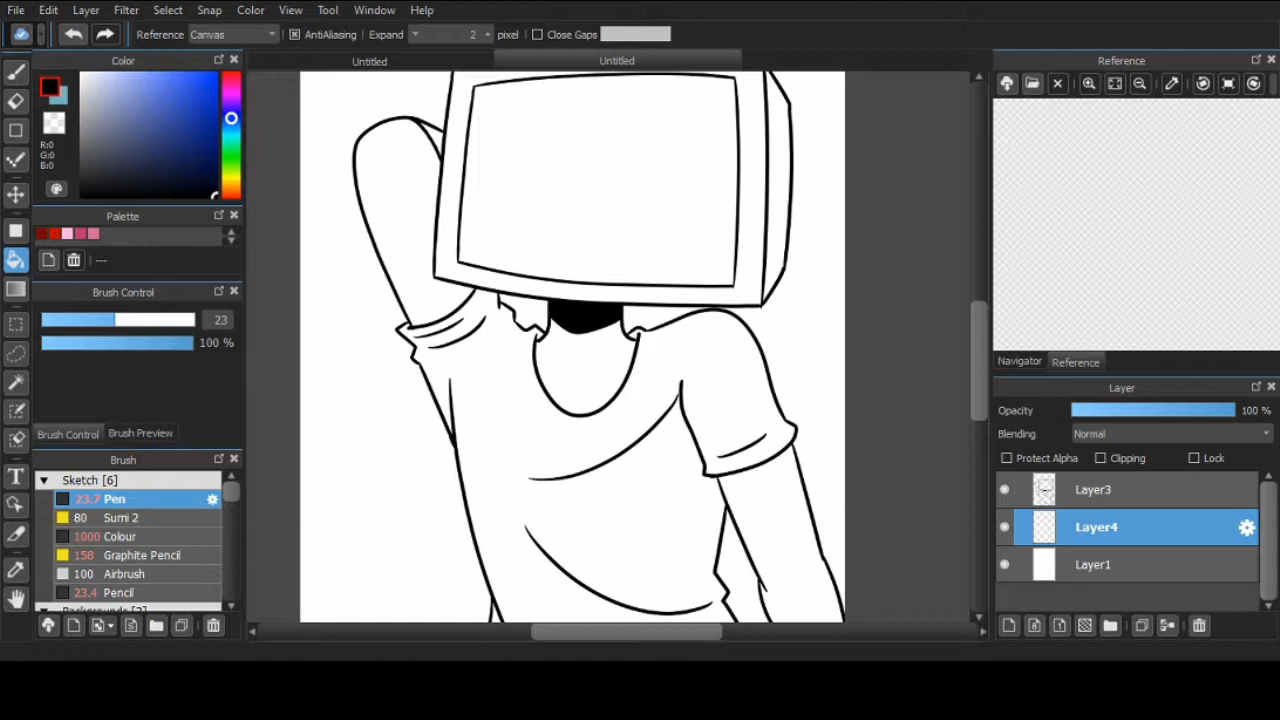 File Edit Layer Filter Select Snap Color View Tool Window Help
Reference Canvas AntiAliasing Expand 2 pixel Close Gaps
Color
Untitled
Untitled
Reference
R:0
G:0
B:0
Palette
---
Brush Control
23
100 %
Brush Control Brush Preview
Brush
Sketch [6]
23.7 Pen
80 Sumi 2
1000 Colour
158 Graphite Pencil
100 Airbrush
23.4 Pencil
Backgrounds [2]
Navigator Reference
Layer
Opacity 100 %
Blending Normal
Protect Alpha Clipping Lock
Layer3
Layer4
Layer1